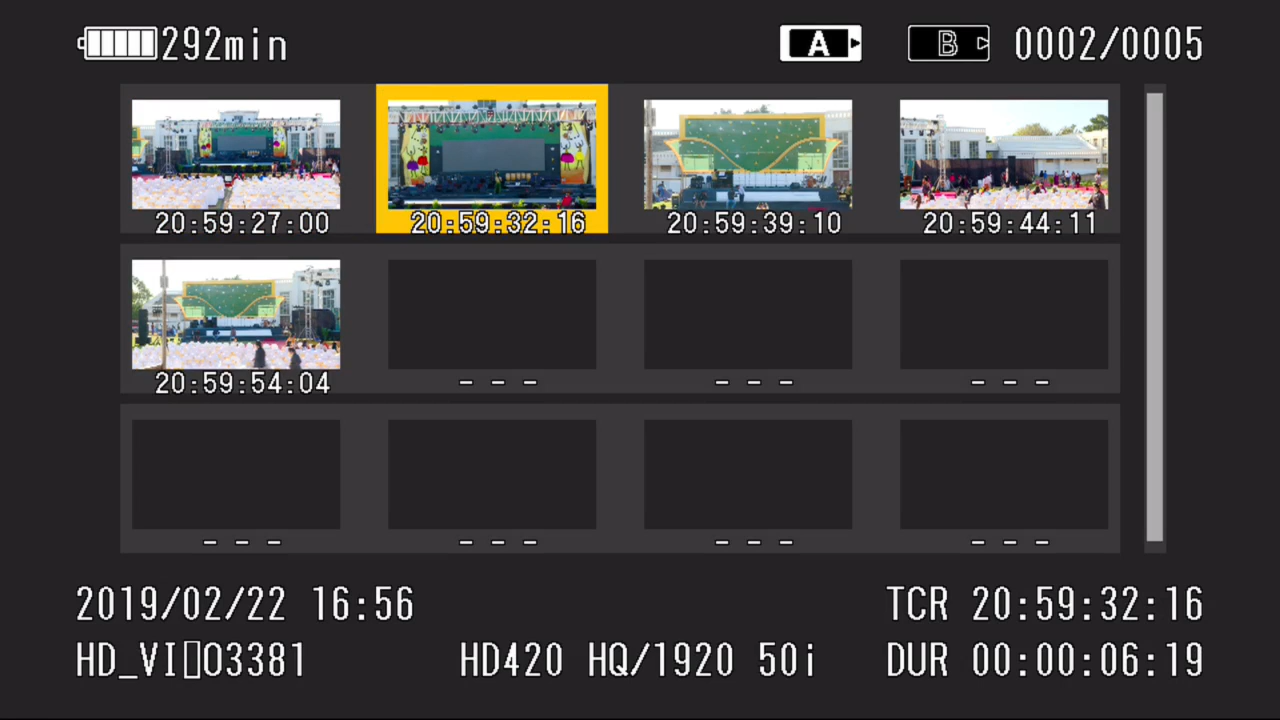 292min A B 0002/0005
20:59:27:00 20:59:32:16 20:59:39:10 20:59:44:11
20:59:54:04 - - - - - - - - -
- - - - - - - - - - - -
2019/02/22 16:56 TCR 20:59:32:16
HD_VI▯03381 HD420 HQ/1920 50i DUR 00:00:06:19